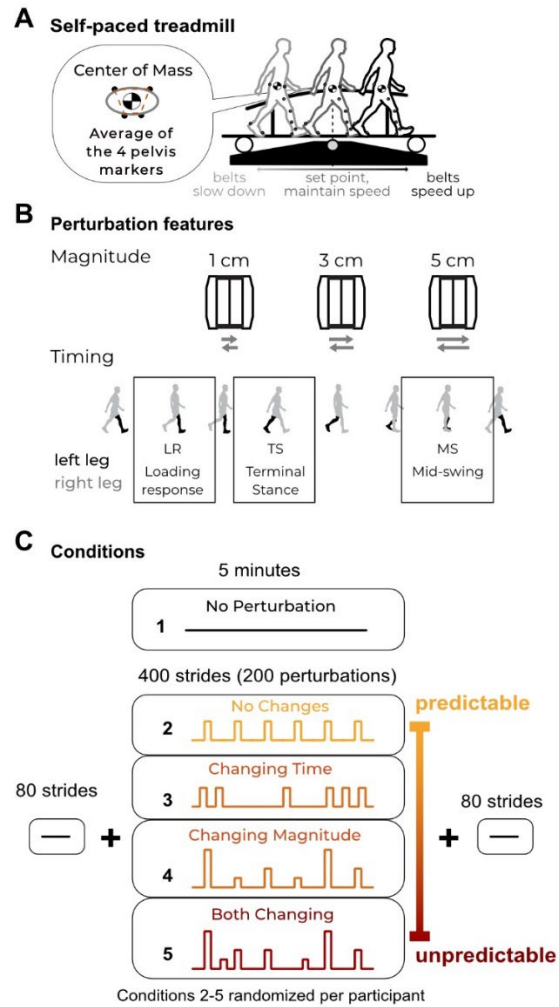 A Self-paced treadmill
Center of Mass
Average of
the 4 pelvis
markers
belts
slow down
set point,
maintain speed
belts
speed up
B Perturbation features
Magnitude
1 cm 3 cm 5 cm
Timing
left leg
right leg
LR
Loading
response
TS
Terminal
Stance
MS
Mid-swing
C Conditions
5 minutes
No Perturbation
1
400 strides (200 perturbations)
predictable
No Changes
2
Changing Time
3
80 strides
80 strides
+
+
Changing Magnitude
4
Both Changing
5
unpredictable
Conditions 2-5 randomized per participant